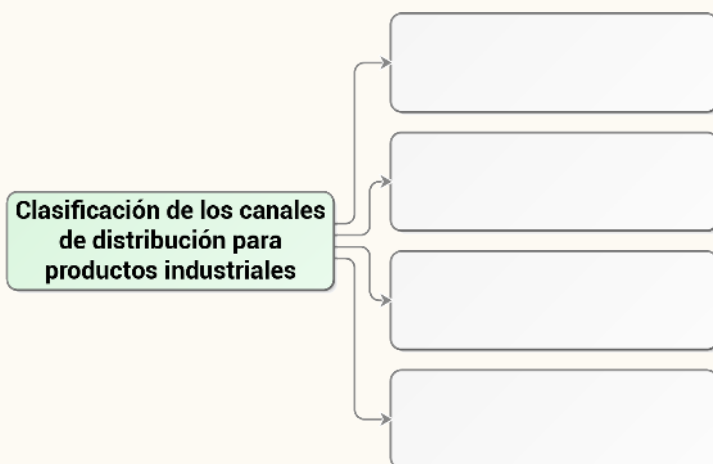 Clasificación de los canales
de distribución para
productos industriales